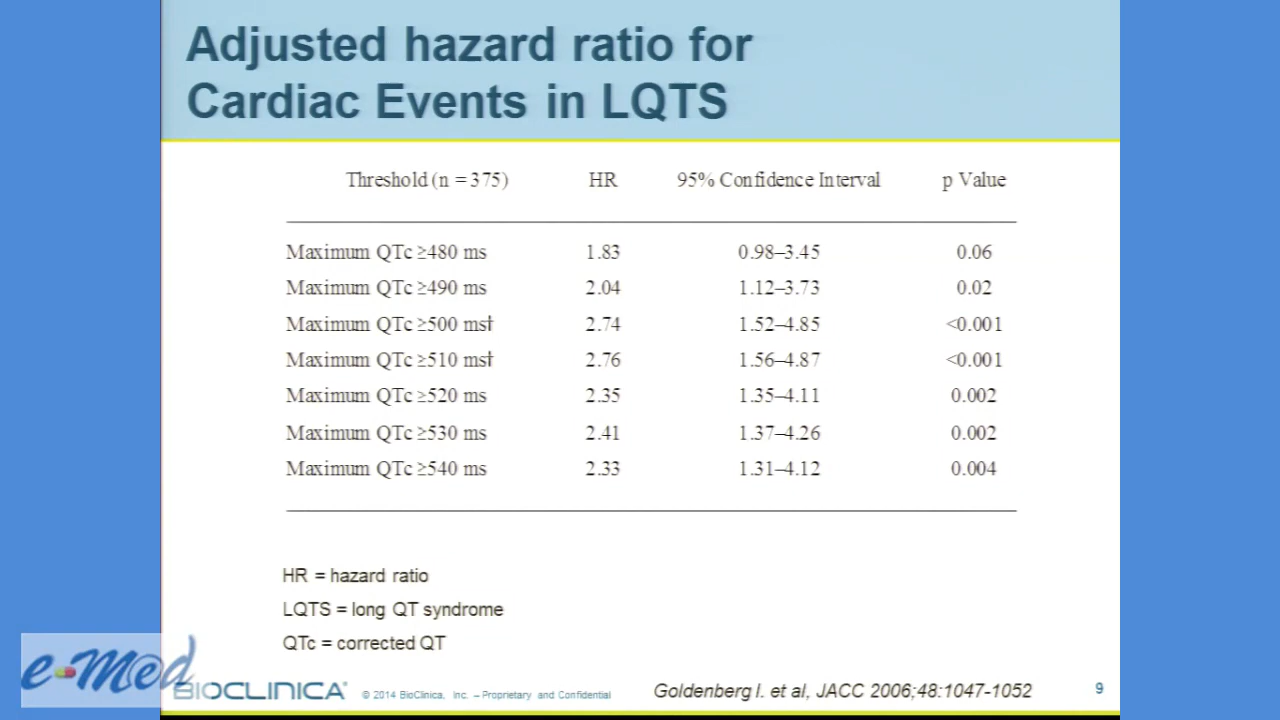 Adjusted hazard ratio for
Cardiac Events in LQTS
Threshold (n = 375) HR 95% Confidence Interval p Value
Maximum QTc ≥480 ms 1.83 0.98–3.45 0.06
Maximum QTc ≥490 ms 2.04 1.12–3.73 0.02
Maximum QTc ≥500 ms† 2.74 1.52–4.85 <0.001
Maximum QTc ≥510 ms† 2.76 1.56–4.87 <0.001
Maximum QTc ≥520 ms 2.35 1.35–4.11 0.002
Maximum QTc ≥530 ms 2.41 1.37–4.26 0.002
Maximum QTc ≥540 ms 2.33 1.31–4.12 0.004
HR = hazard ratio
LQTS = long QT syndrome
QTc = corrected QT
e-Med
BIOCLINICA® © 2014 BioClinica, Inc. – Proprietary and Confidential Goldenberg I. et al, JACC 2006;48:1047-1052 9